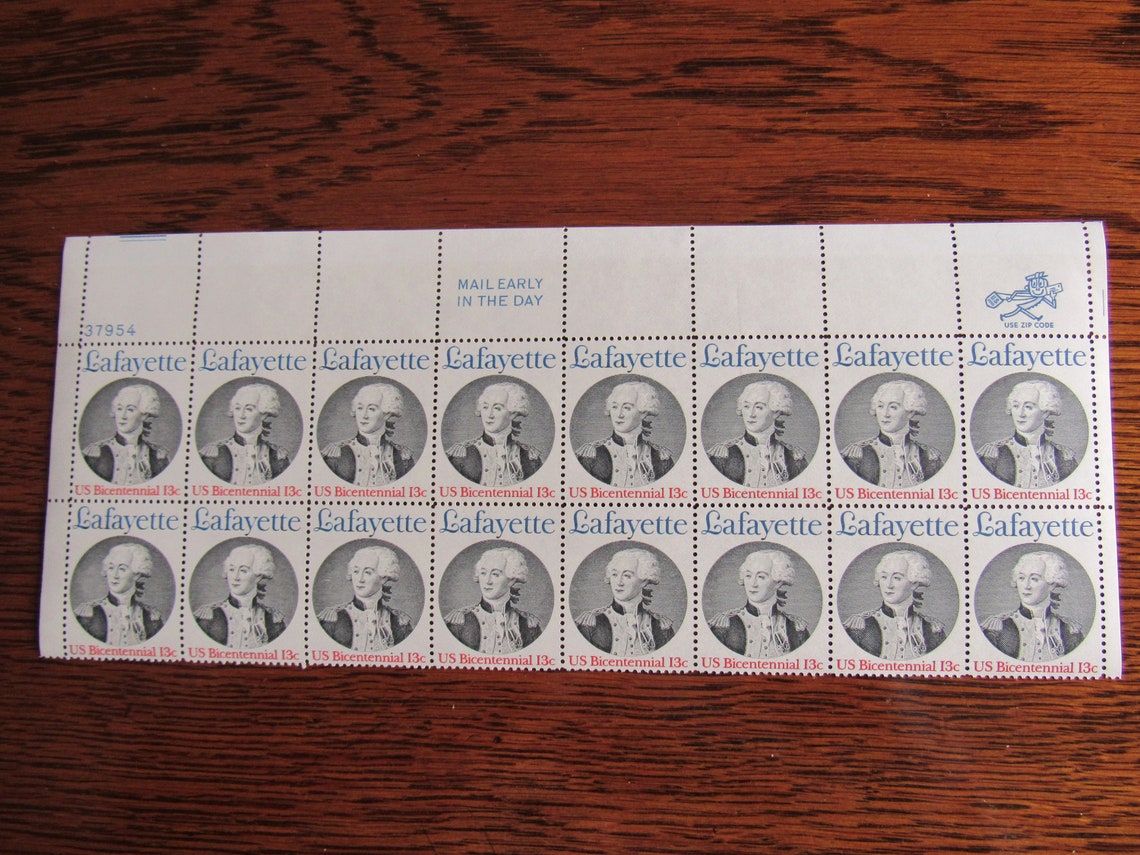 MAIL EARLY
IN THE DAY
37954
USE ZIP CODE
Lafayette Lafayette Lafayette Lafayette Lafayette Lafayette Lafayette Lafayette
US Bicentennial 13c US Bicentennial 13c US Bicentennial 13c US Bicentennial 13c US Bicentennial 13c US Bicentennial 13c US Bicentennial 13c US Bicentennial 13c
Lafayette Lafayette Lafayette Lafayette Lafayette Lafayette Lafayette Lafayette
US Bicentennial 13c US Bicentennial 13c US Bicentennial 13c US Bicentennial 13c US Bicentennial 13c US Bicentennial 13c US Bicentennial 13c US Bicentennial 13c